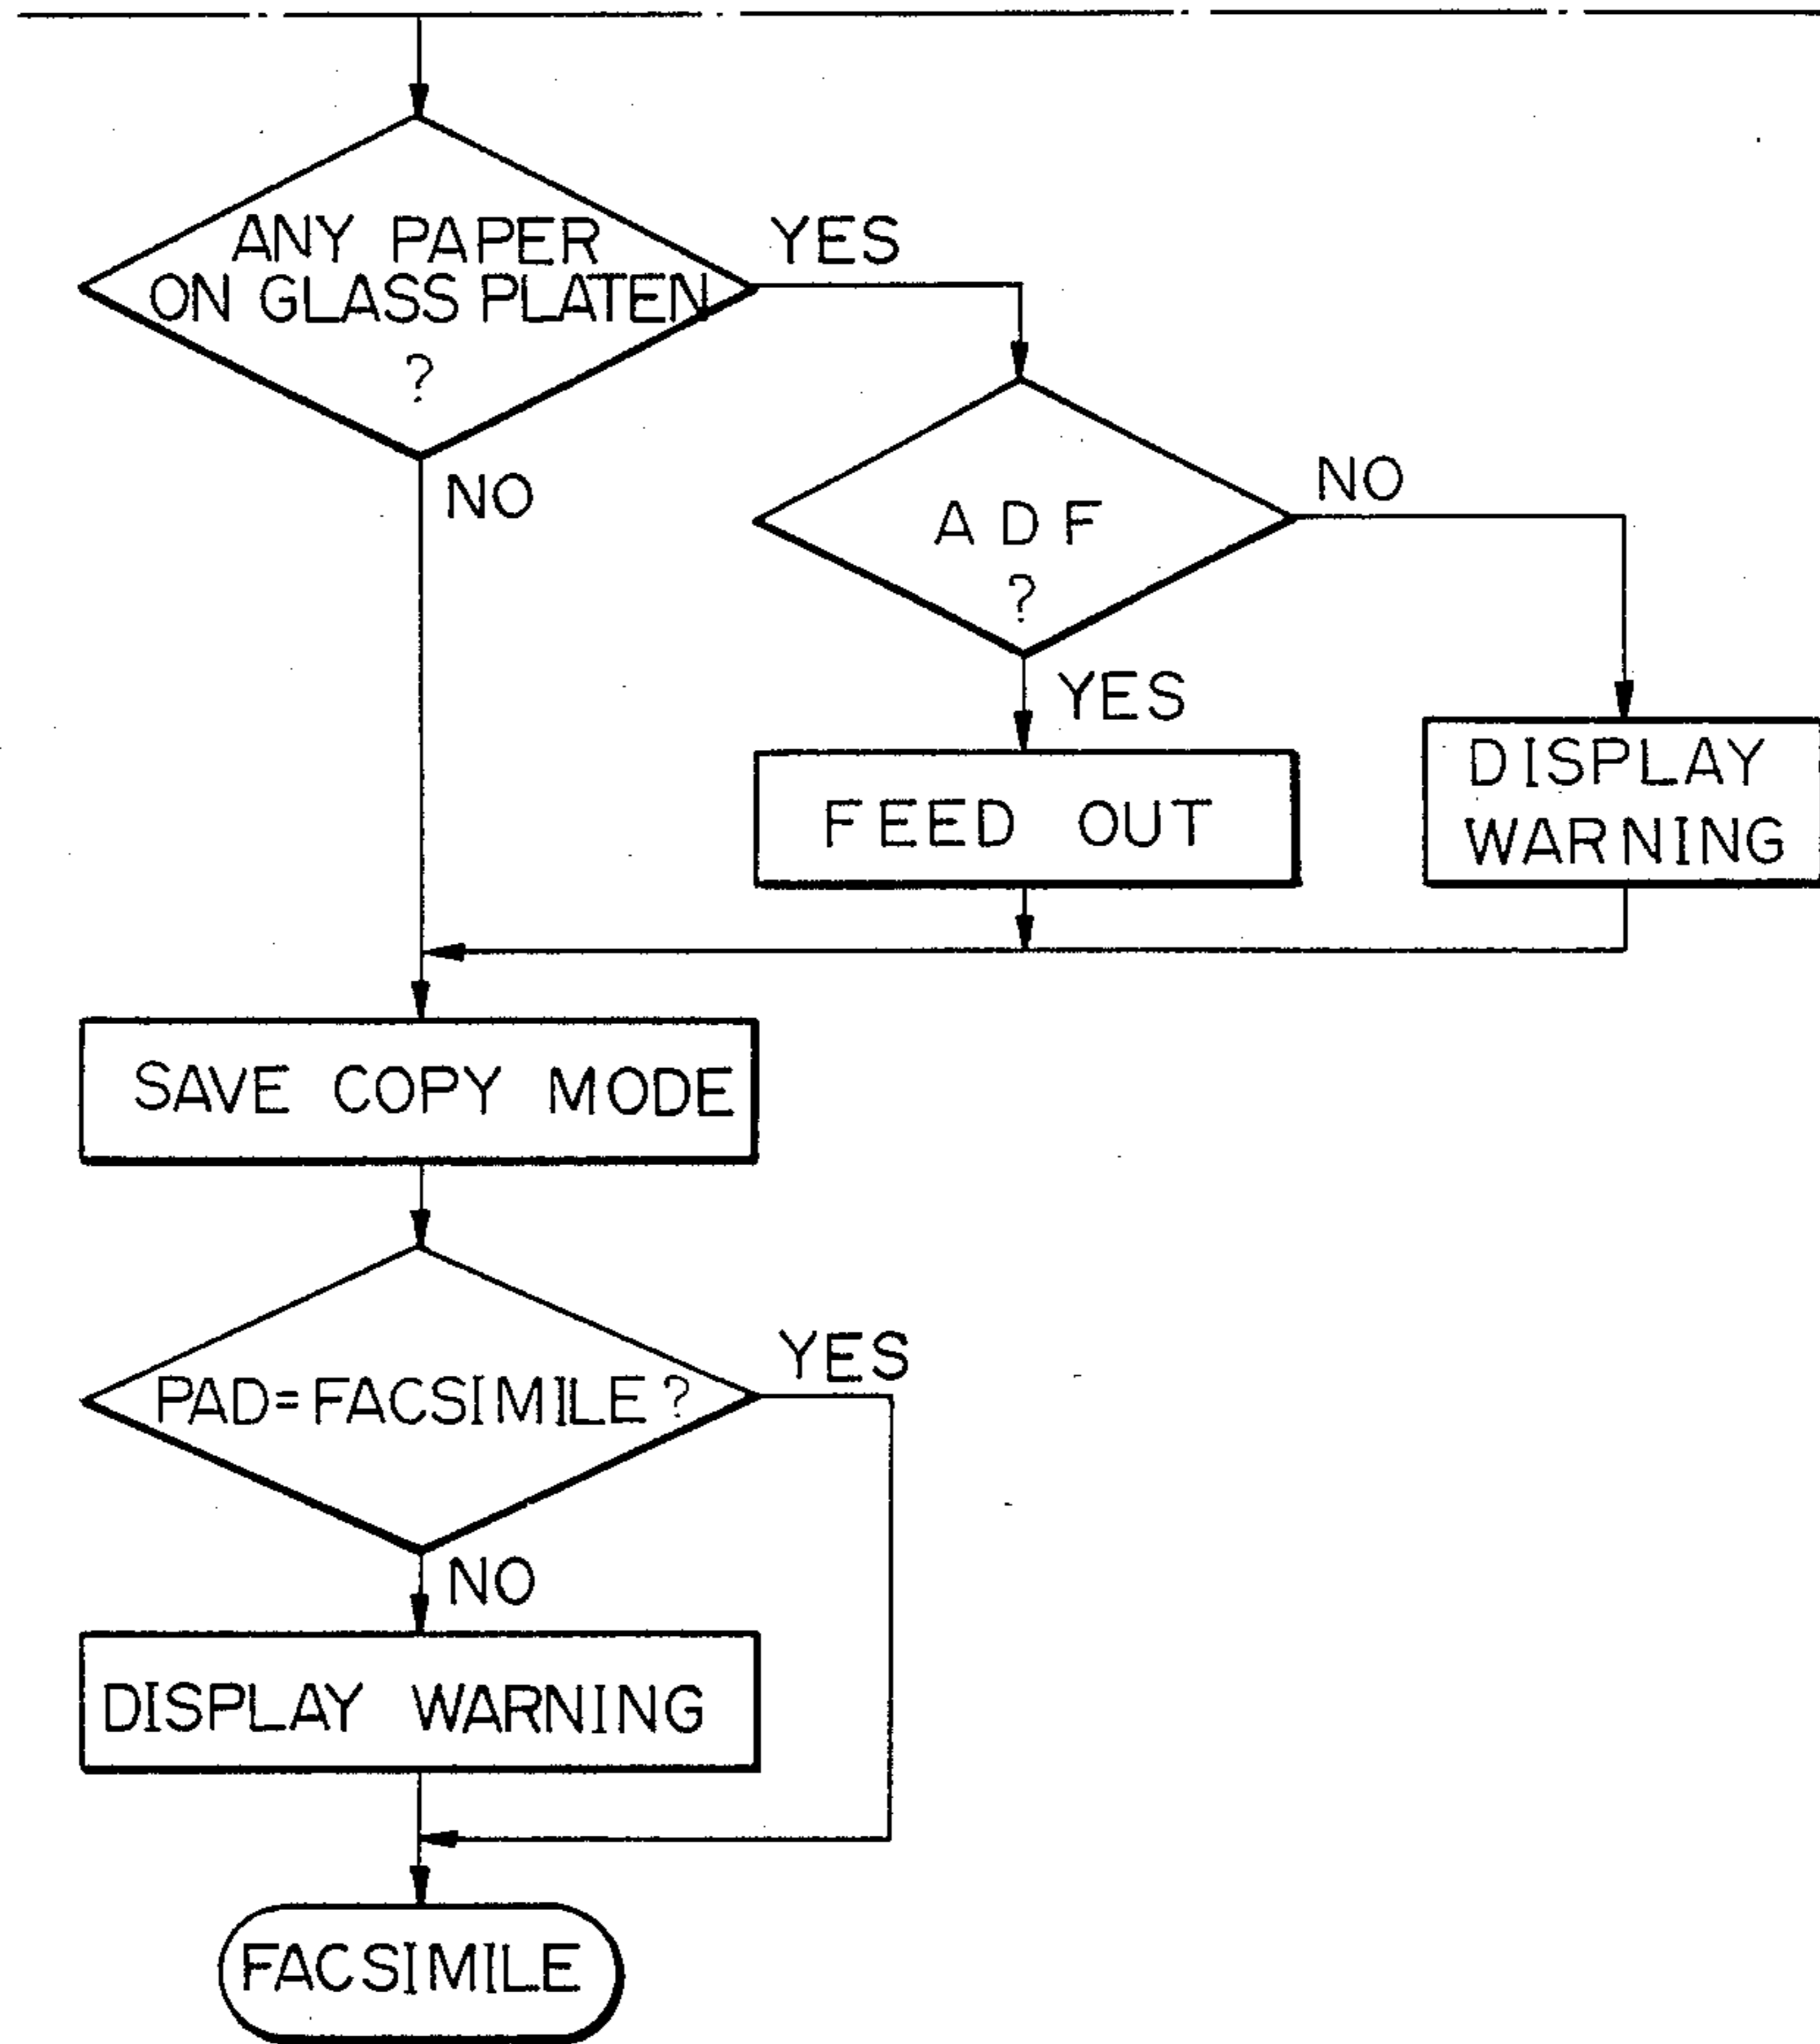 ANY PAPER
ON GLASS PLATEN
?
YES
NO
A D F
?
NO
YES
FEED OUT
DISPLAY
WARNING
SAVE COPY MODE
PAD=FACSIMILE?
YES
NO
DISPLAY WARNING
FACSIMILE